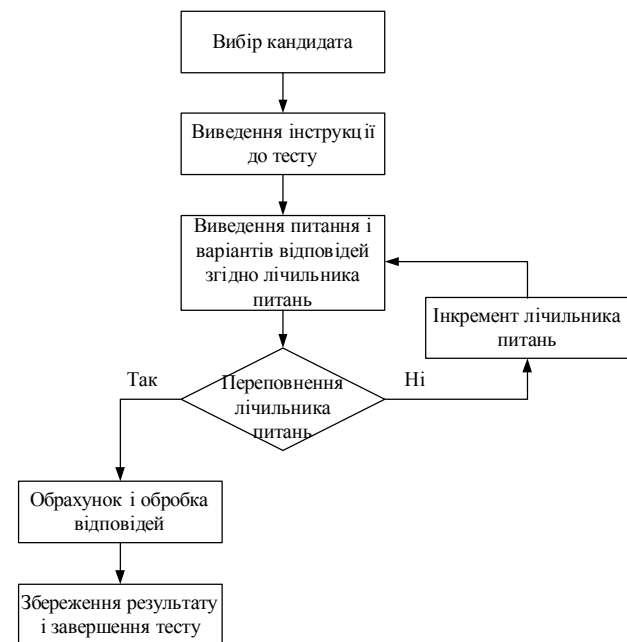 Вибір кандидата
Виведення інструкції
до тесту
Виведення питання і
варіантів відповідей
згідно лічильника
питань
Інкремент лічильника
питань
Так
Переповнення
лічильника
питань
Ні
Обрахунок і обробка
відповідей
Збереження результату
і завершення тесту